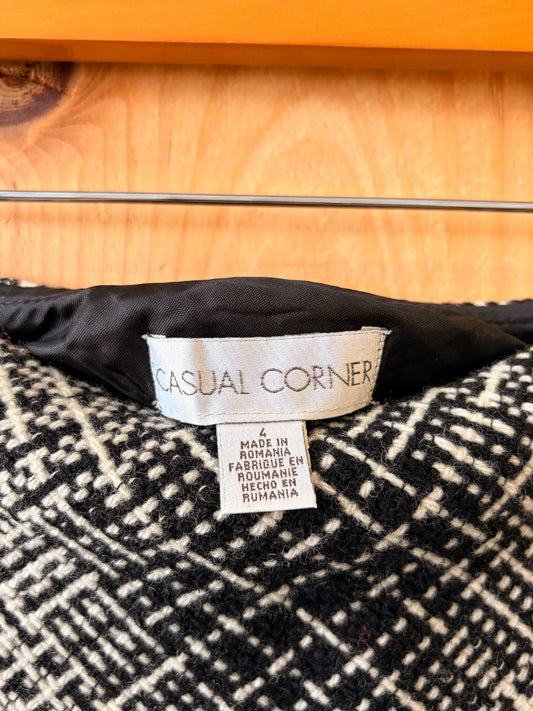 CASUAL CORNER
4
MADE IN
ROMANIA
FABRIQUE EN
ROUMANIE
HECHO EN
RUMANIA